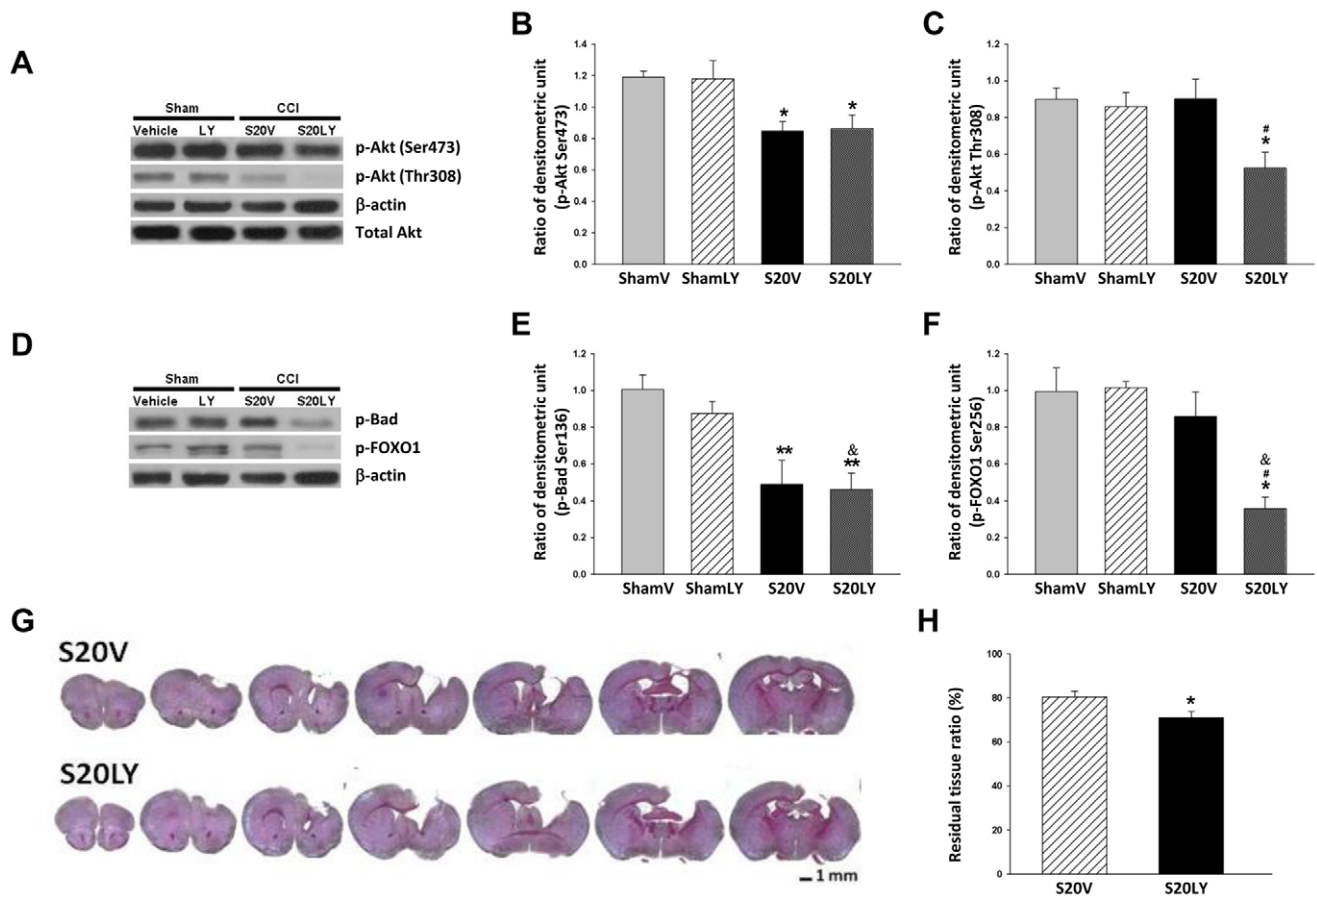 A
Sham CCI
Vehicle LY S20V S20LY
p-Akt (Ser473)
p-Akt (Thr308)
β-actin
Total Akt
B
Ratio of densitometric unit
(p-Akt Ser473)
1.4
1.2
1.0
0.8
0.6
0.4
0.2
0.0
*
*
ShamV ShamLY S20V S20LY
C
Ratio of densitometric unit
(p-Akt Thr308)
1.2
1.0
0.8
0.6
0.4
0.2
0.0
#
*
ShamV ShamLY S20V S20LY
D
Sham CCI
Vehicle LY S20V S20LY
p-Bad
p-FOXO1
β-actin
E
Ratio of densitometric unit
(p-Bad Ser136)
1.2
1.0
0.8
0.6
0.4
0.2
0.0
**
&
**
ShamV ShamLY S20V S20LY
F
Ratio of densitometric unit
(p-FOXO1 Ser256)
1.2
1.0
0.8
0.6
0.4
0.2
0.0
&
#
*
ShamV ShamLY S20V S20LY
G
S20V
S20LY
1 mm
H
Residual tissue ratio (%)
100
80
60
40
20
0
*
S20V S20LY